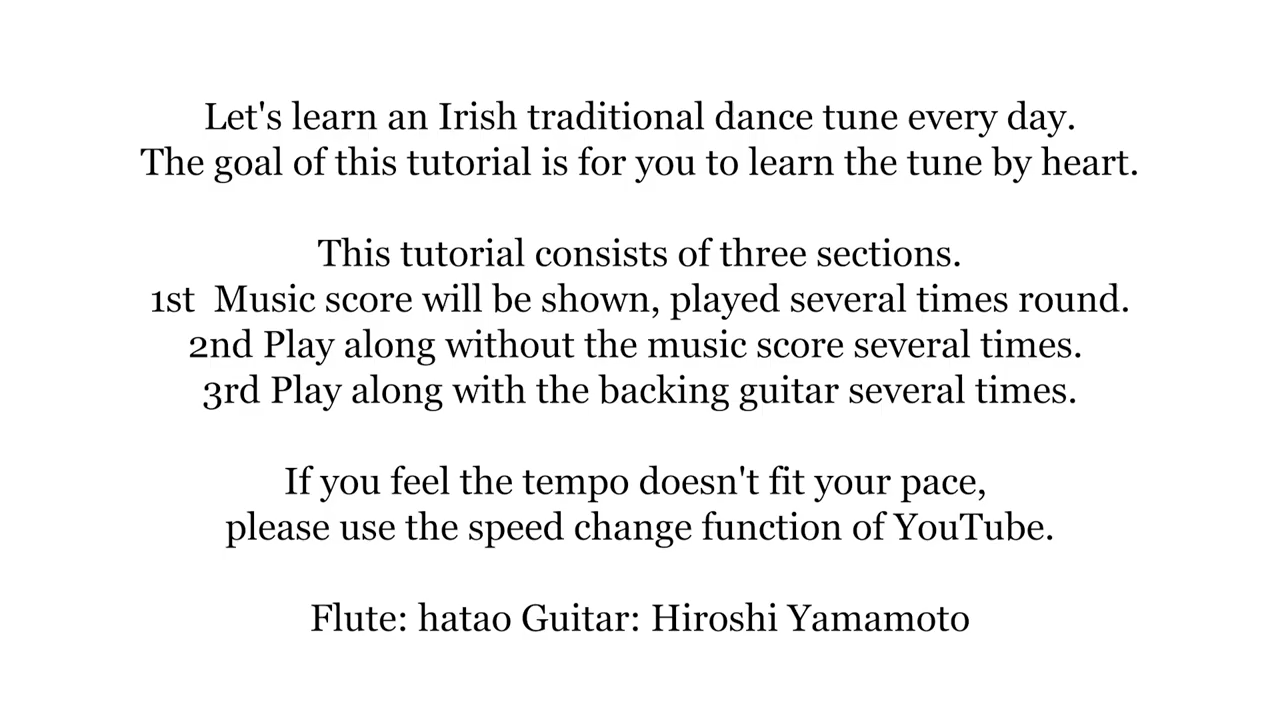 Let's learn an Irish traditional dance tune every day.
The goal of this tutorial is for you to learn the tune by heart.
This tutorial consists of three sections.
1st  Music score will be shown, played several times round.
2nd Play along without the music score several times.
3rd Play along with the backing guitar several times.
If you feel the tempo doesn't fit your pace,
please use the speed change function of YouTube.
Flute: hatao Guitar: Hiroshi Yamamoto